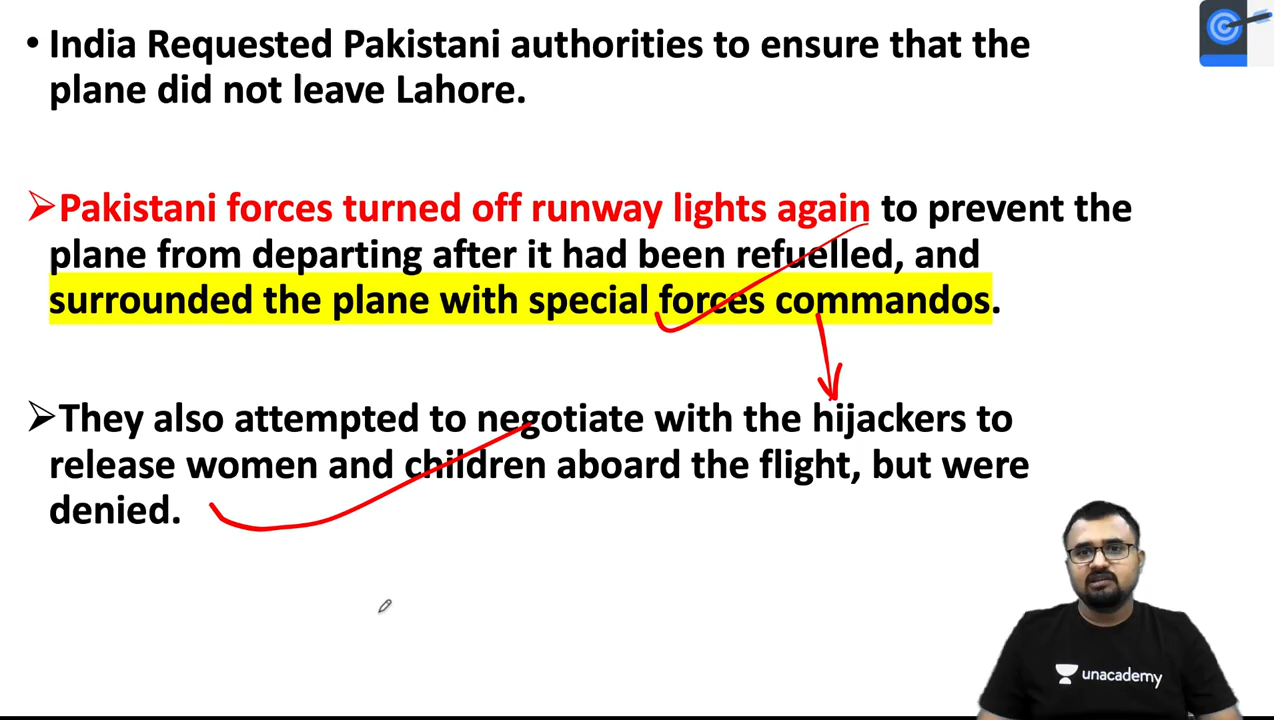 • India Requested Pakistani authorities to ensure that the
plane did not leave Lahore.
➢Pakistani forces turned off runway lights again to prevent the
plane from departing after it had been refuelled, and
surrounded the plane with special forces commandos.
➢They also attempted to negotiate with the hijackers to
release women and children aboard the flight, but were
denied.
unacademy